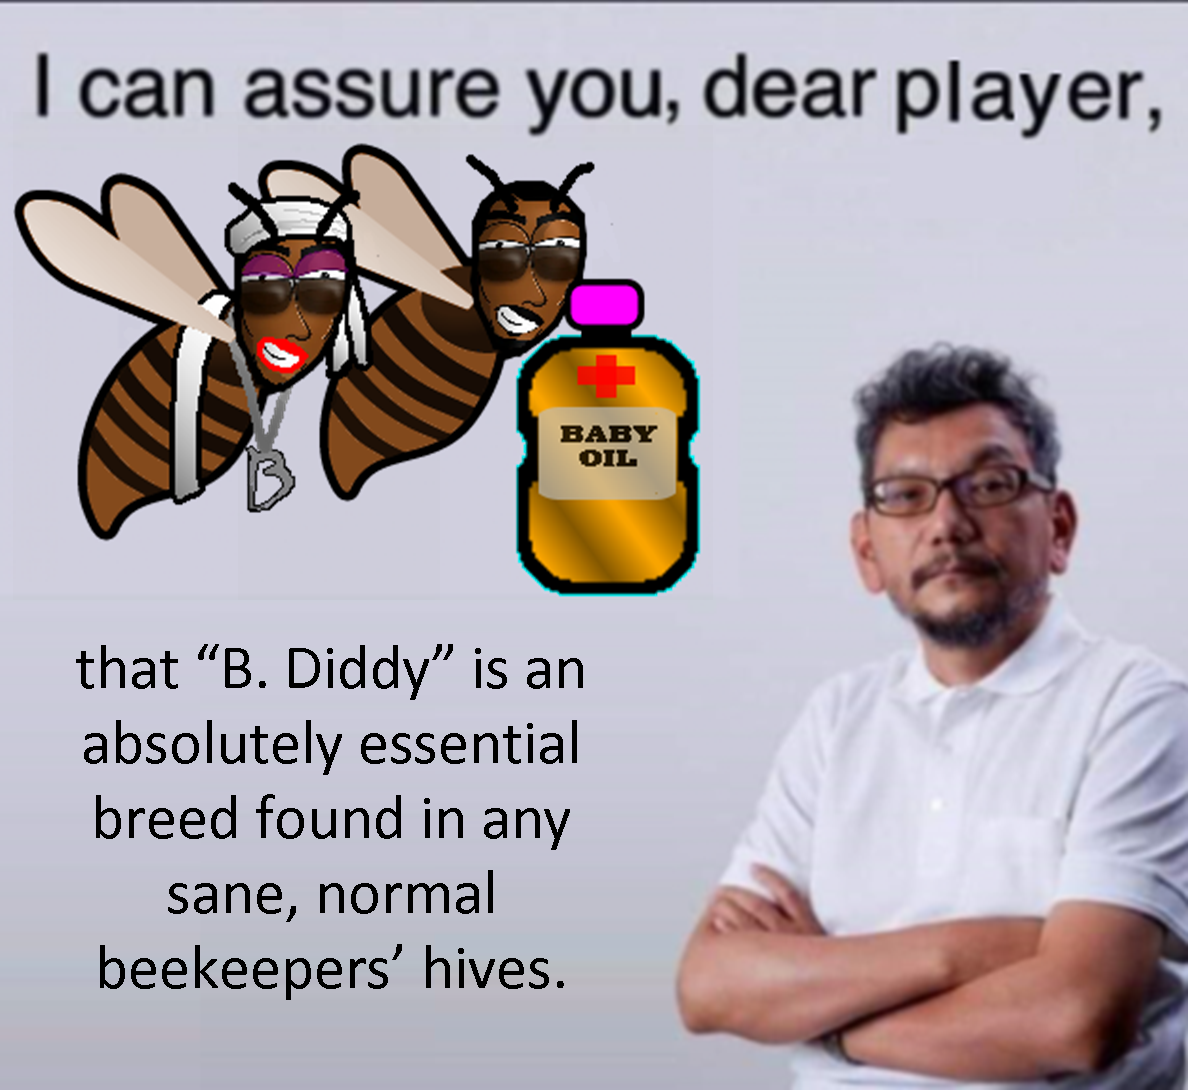 I can assure you, dear player,
B
BABY
OIL
that “B. Diddy” is an
absolutely essential
breed found in any
sane, normal
beekeepers’ hives.